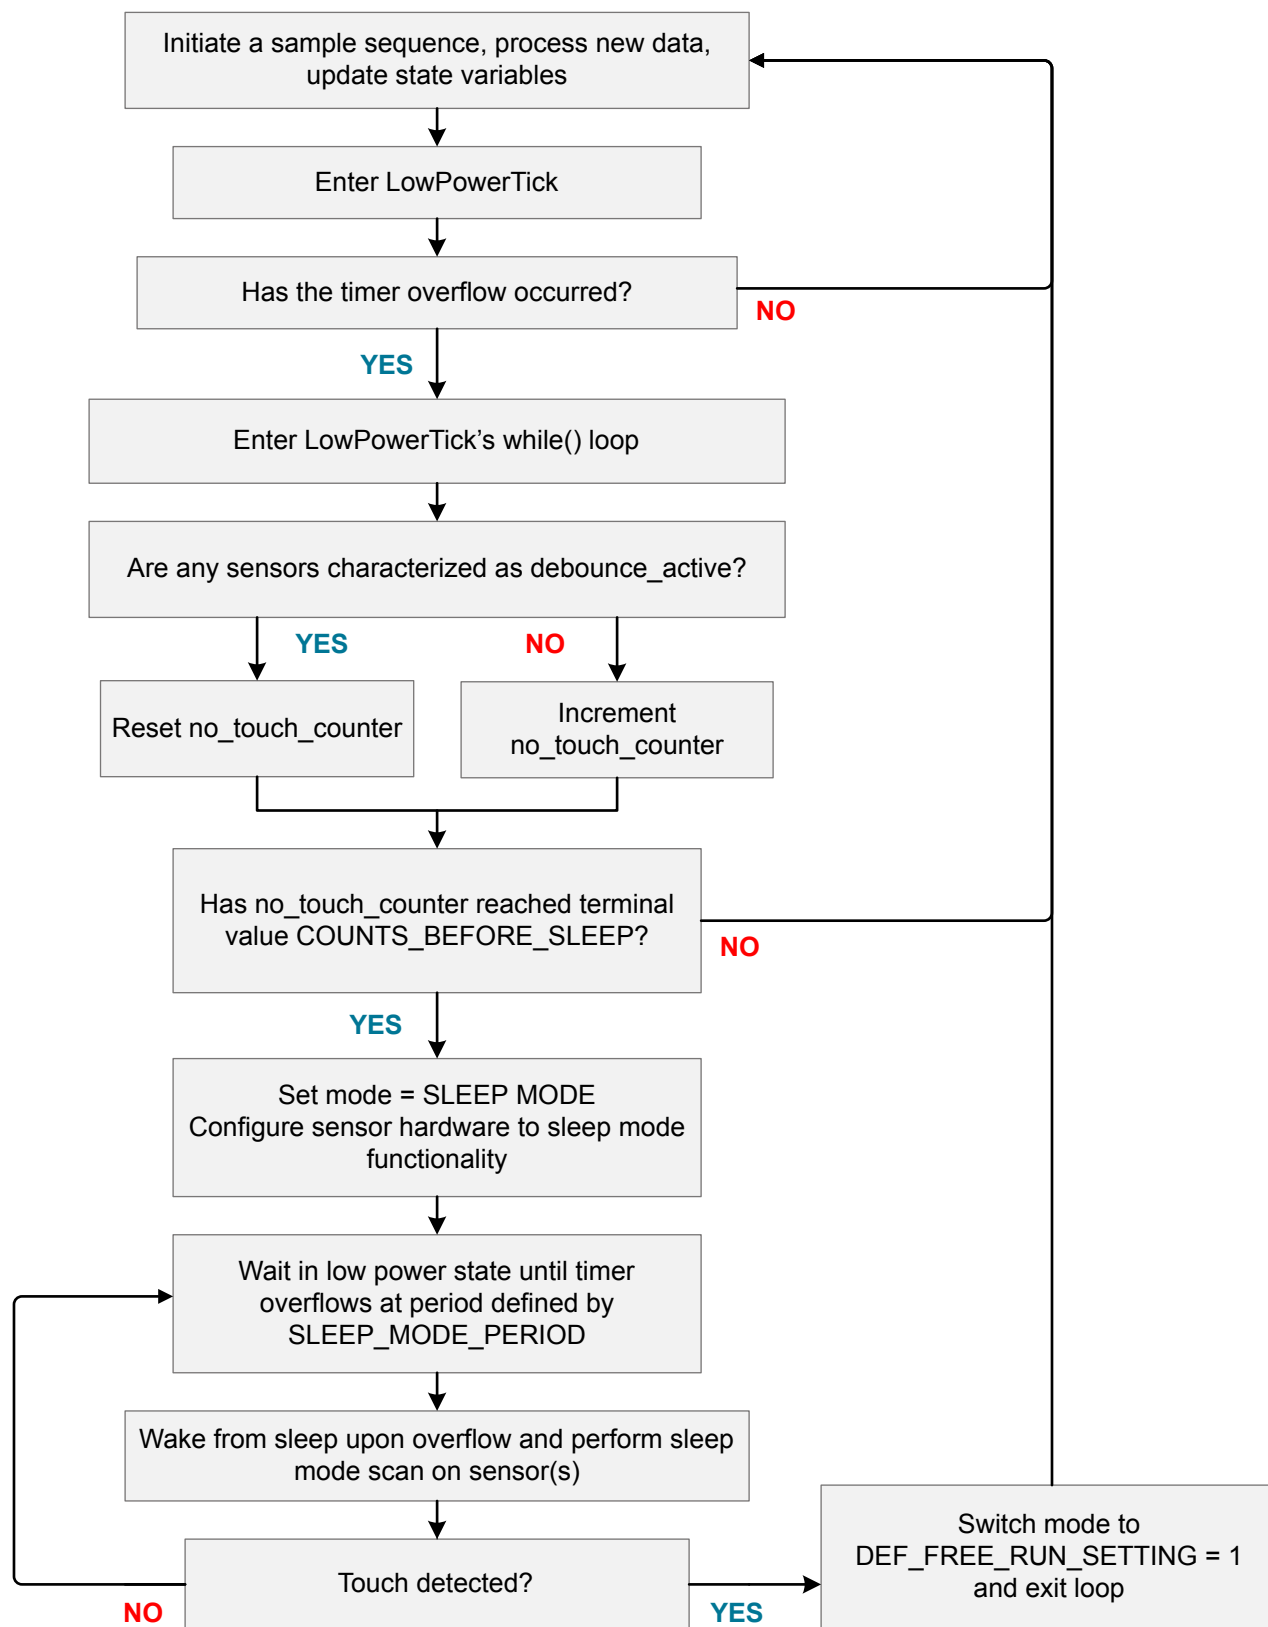 Initiate a sample sequence, process new data,
update state variables
Enter LowPowerTick
Has the timer overflow occurred?
NO
YES
Enter LowPowerTick's while() loop
Are any sensors characterized as debounce_active?
YES
NO
Reset no_touch_counter
Increment
no_touch_counter
Has no_touch_counter reached terminal
value COUNTS_BEFORE_SLEEP?
NO
YES
Set mode = SLEEP MODE
Configure sensor hardware to sleep mode
functionality
Wait in low power state until timer
overflows at period defined by
SLEEP_MODE_PERIOD
Wake from sleep upon overflow and perform sleep
mode scan on sensor(s)
Touch detected?
NO
YES
Switch mode to
DEF_FREE_RUN_SETTING = 1
and exit loop